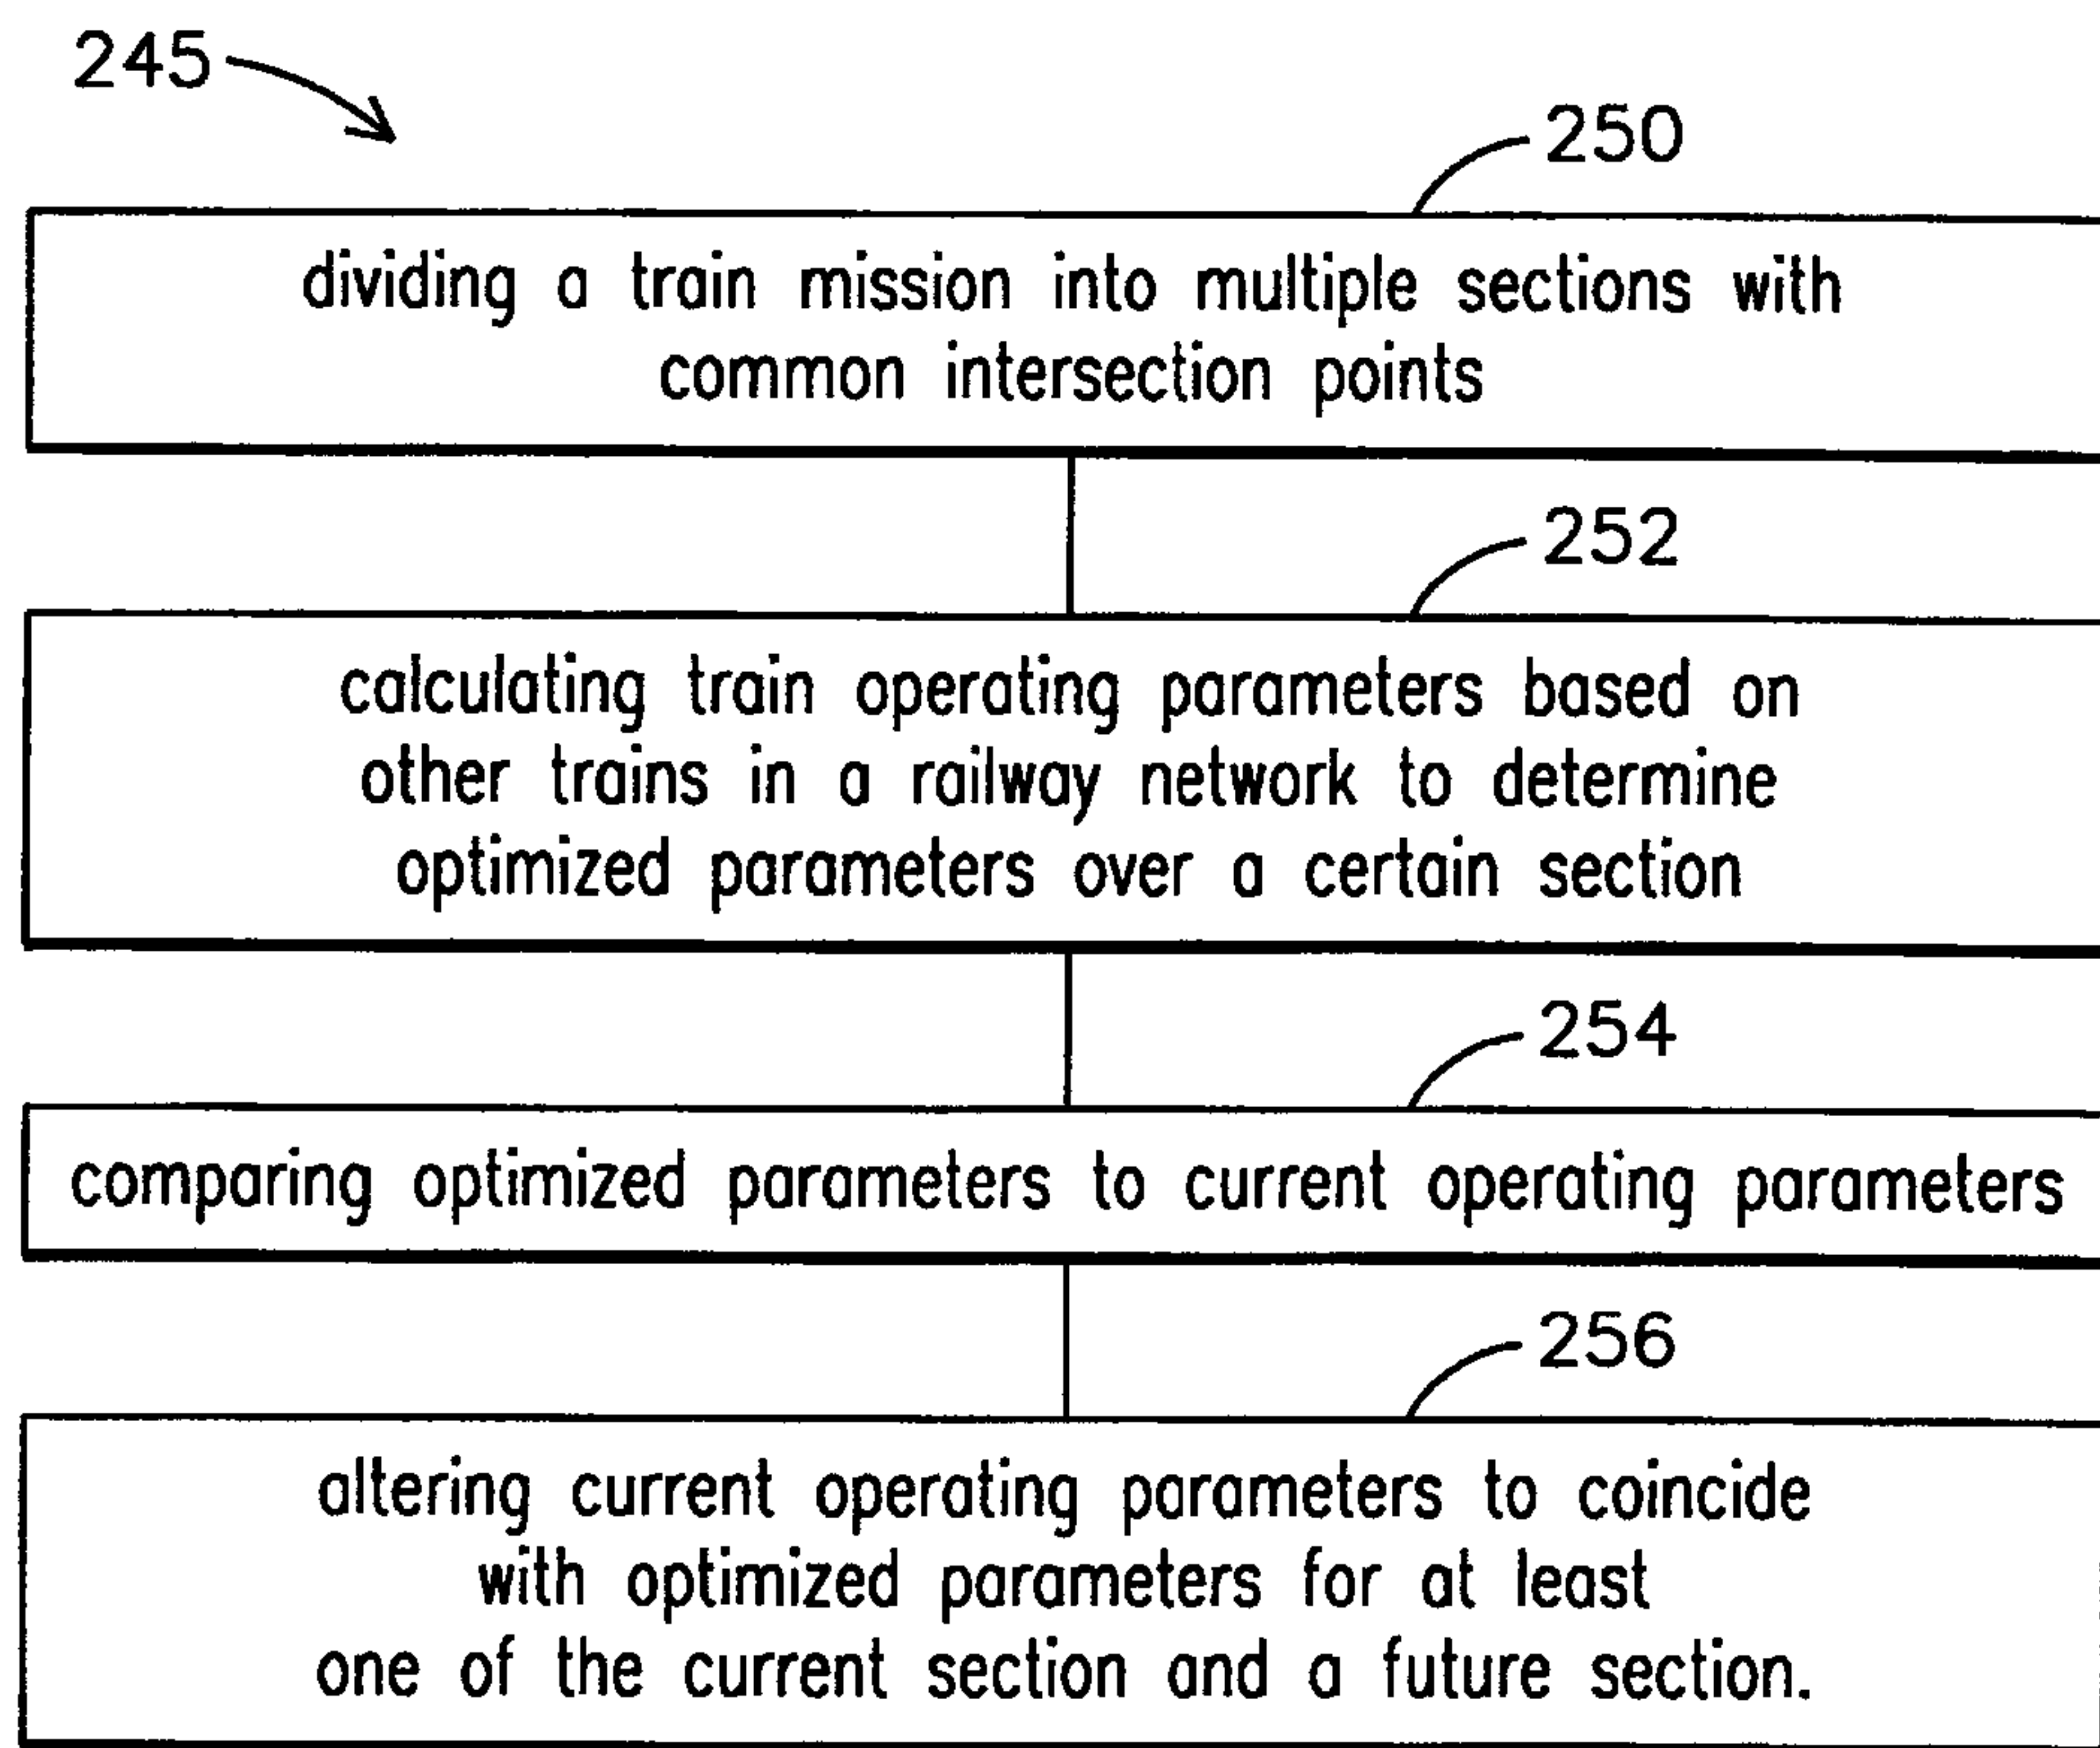 245
250
dividing a train mission into multiple sections with
common intersection points
252
calculating train operating parameters based on
other trains in a railway network to determine
optimized parameters over a certain section
254
comparing optimized parameters to current operating parameters
256
altering current operating parameters to coincide
with optimized parameters for at least
one of the current section and a future section.